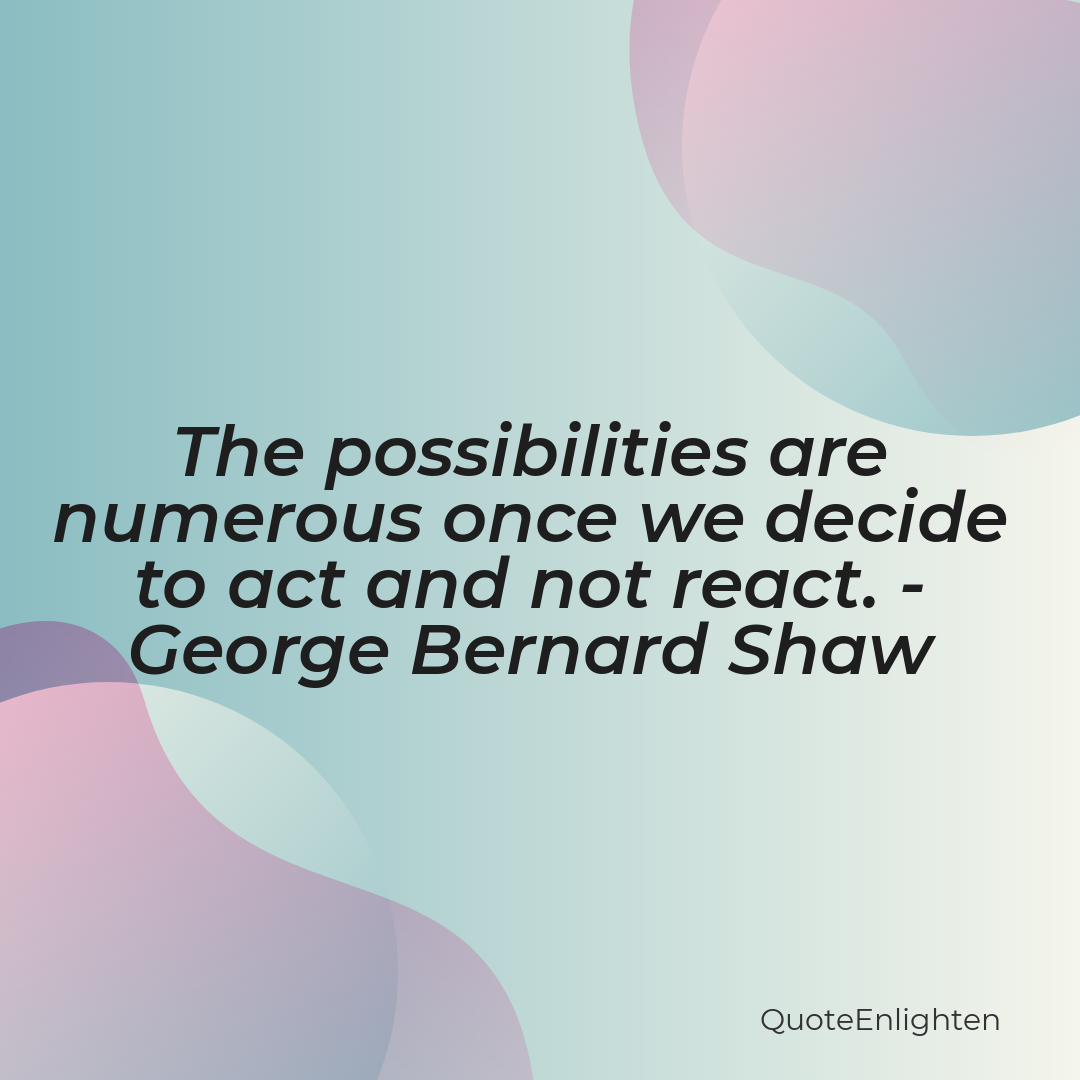 The possibilities are
numerous once we decide
to act and not react. -
George Bernard Shaw
QuoteEnlighten